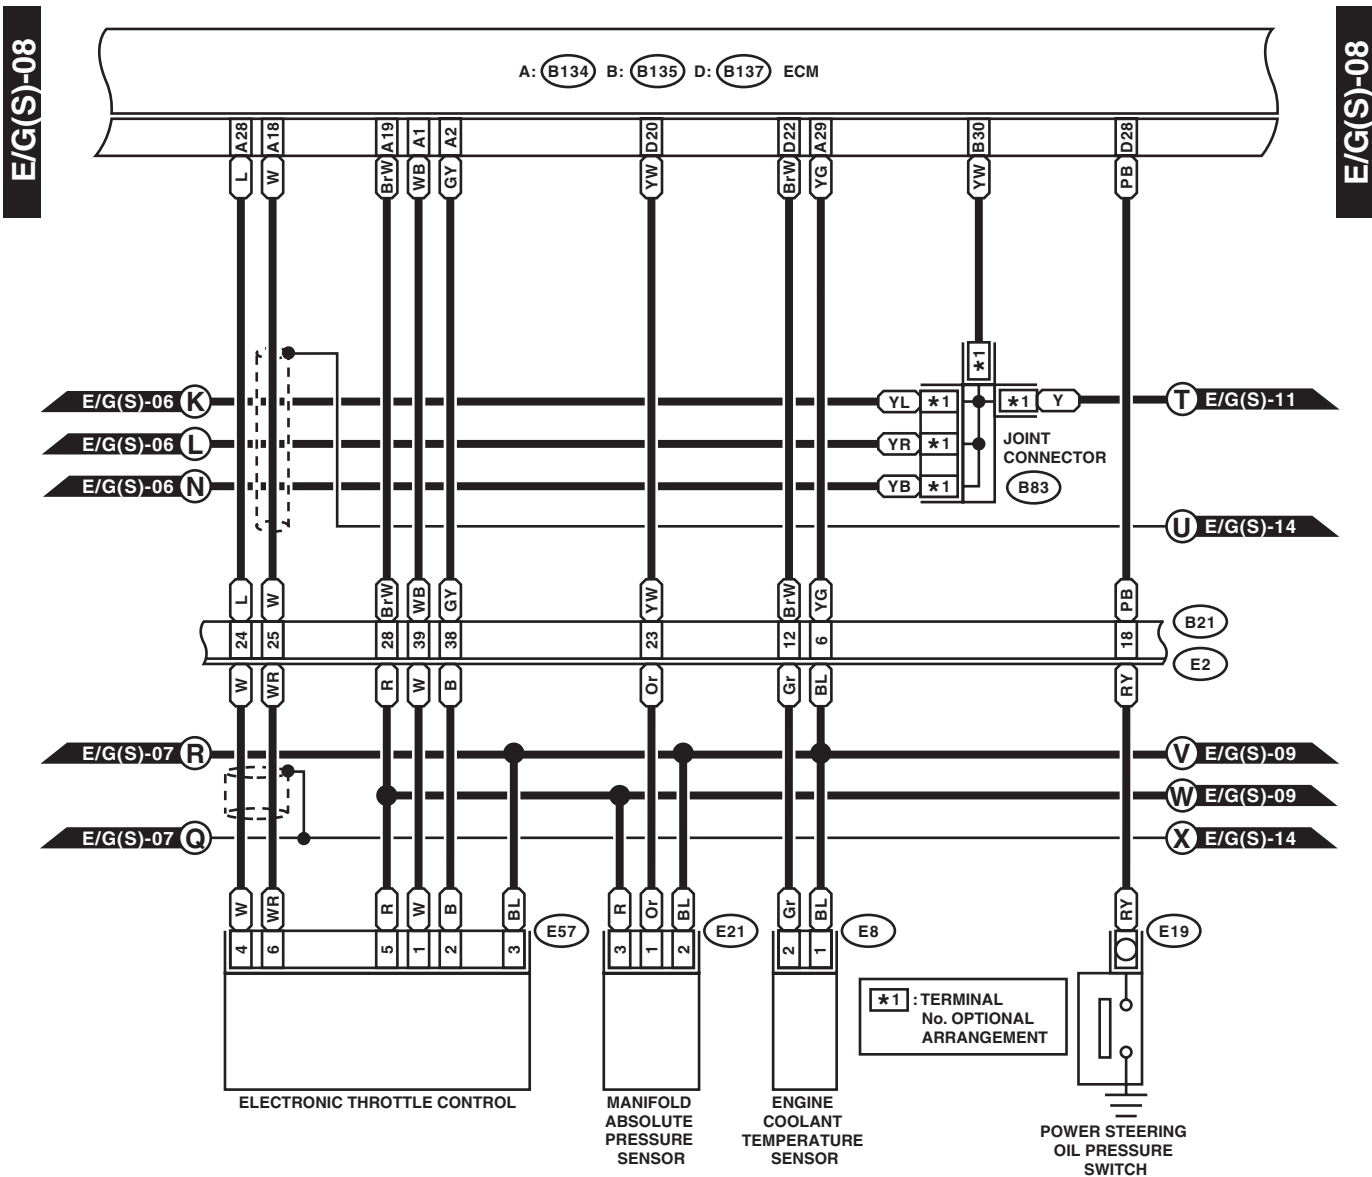 E/G(S)-08
E/G(S)-08
A: B134 B: B135 D: B137 ECM
A28 A18 A19 A1 A2 D20 D22 A29 B30 D28
L W BrW WB GY YW BrW YG YW PB
*1
E/G(S)-06 K YL *1 *1 Y T E/G(S)-11
E/G(S)-06 L YR *1 JOINT
CONNECTOR
E/G(S)-06 N YB *1 B83
U E/G(S)-14
L W BrW WB GY YW BrW YG PB
B21
24 25 28 39 38 23 12 6 18
E2
W WR R W B Or Gr BL RY
E/G(S)-07 R V E/G(S)-09
W E/G(S)-09
E/G(S)-07 Q X E/G(S)-14
W WR R W B BL R Or BL Gr BL RY
E57 E21 E8 E19
4 6 5 1 2 3 3 1 2 2 1
*1 : TERMINAL
No. OPTIONAL
ARRANGEMENT
ELECTRONIC THROTTLE CONTROL
MANIFOLD
ABSOLUTE
PRESSURE
SENSOR
ENGINE
COOLANT
TEMPERATURE
SENSOR
POWER STEERING
OIL PRESSURE
SWITCH